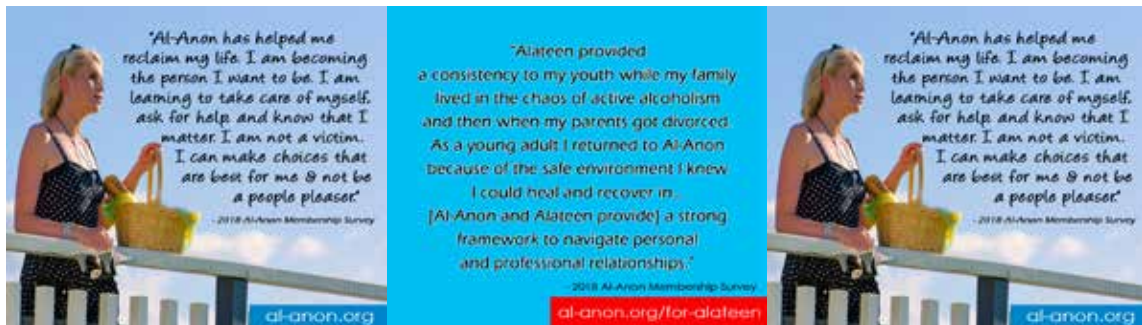 "Al-Anon has helped me
reclaim my life. I am becoming
the person I want to be. I am
learning to take care of myself,
ask for help, and know that I
matter. I am not a victim.
I can make choices that
are best for me & not be
a people pleaser."
- 2018 Al-Anon Membership Survey
al-anon.org
"Alateen provided
a consistency to my youth while my family
lived in the chaos of active alcoholism
and then when my parents got divorced.
As a young adult I returned to Al-Anon
because of the safe environment I knew
I could heal and recover in.
[Al-Anon and Alateen provide] a strong
framework to navigate personal
and professional relationships."
- 2018 Al-Anon Membership Survey
al-anon.org/for-alateen
"Al-Anon has helped me
reclaim my life. I am becoming
the person I want to be. I am
learning to take care of myself,
ask for help, and know that I
matter. I am not a victim.
I can make choices that
are best for me & not be
a people pleaser."
- 2018 Al-Anon Membership Survey
al-anon.org